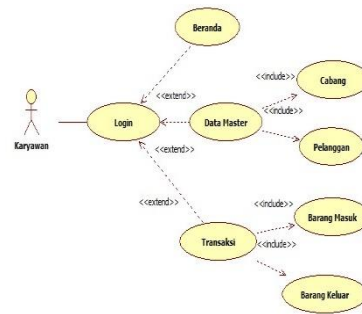 Beranda
<<include>>
Cabang
<<extend>>
<<include>>
Karyawan
Login
Data Master
<<extend>>
Pelanggan
<<extend>>
<<include>>
Barang Masuk
Transaksi
<<include>>
Barang Keluar